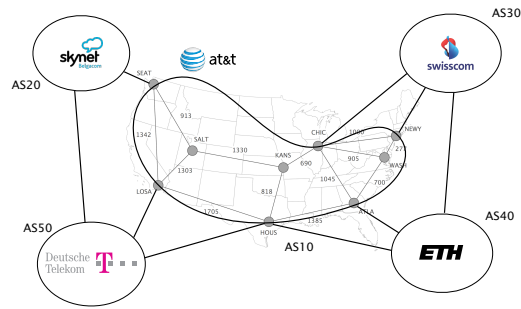 AS30
skynet
Belgacom
at&t
swisscom
SEAT
AS20
913
CHIC
1000
NEWY
1342
SALT
1330
KANS
690
905
WASH
1303
1045
700
818
LOSA
1705
1385
ATLA
HOUS
AS10
AS40
AS50
Deutsche
Telekom
T
ETH